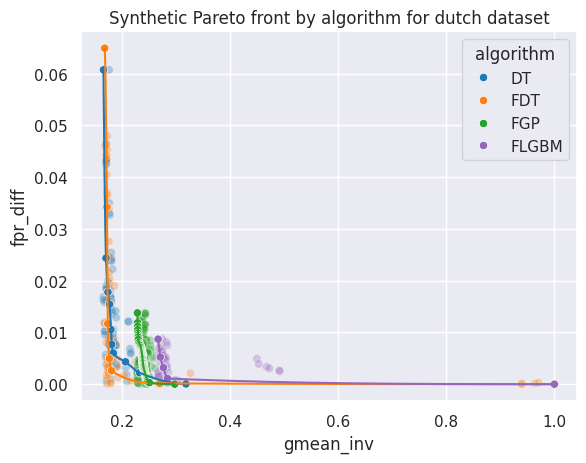 Synthetic Pareto front by algorithm for dutch dataset
algorithm
DT
FDT
FGP
FLGBM
fpr_diff
0.06
0.05
0.04
0.03
0.02
0.01
0.00
0.2
0.4
0.6
0.8
1.0
gmean_inv